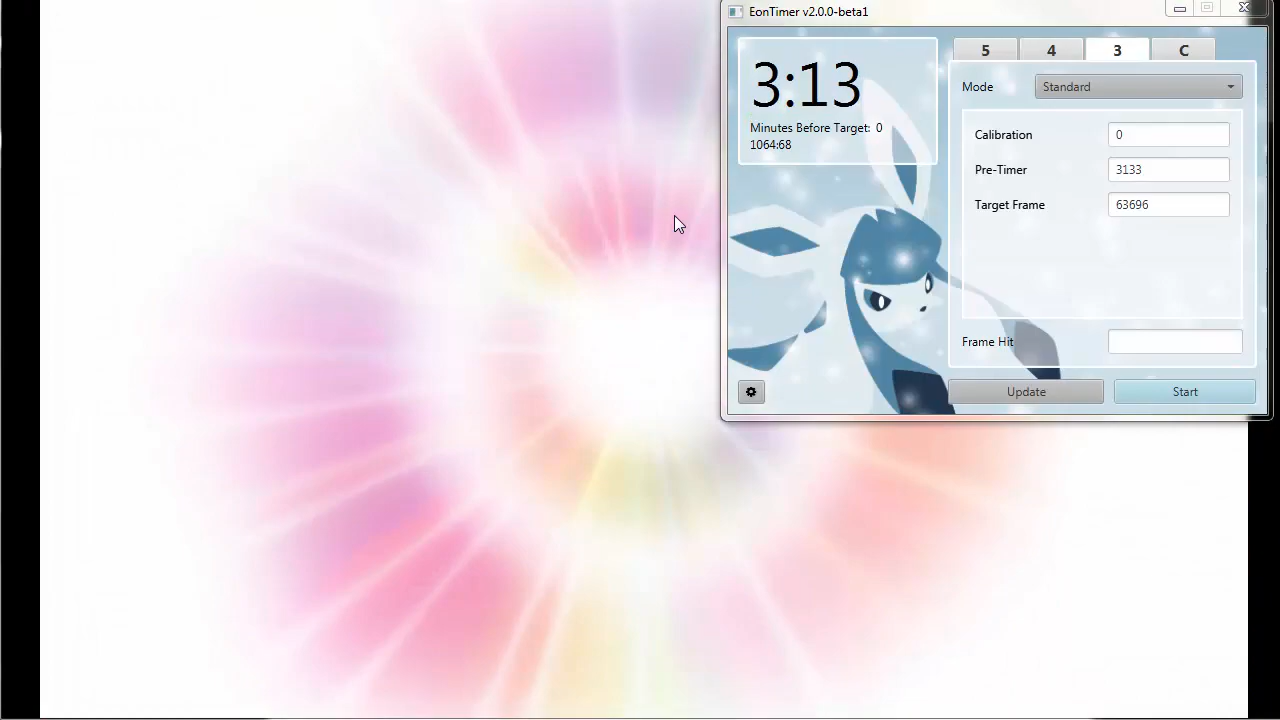 EonTimer v2.0.0-beta1
3:13
Minutes Before Target: 0
1064:68
5 4 3 C
Mode Standard
Calibration 0
Pre-Timer 3133
Target Frame 63696
Frame Hit
Update Start